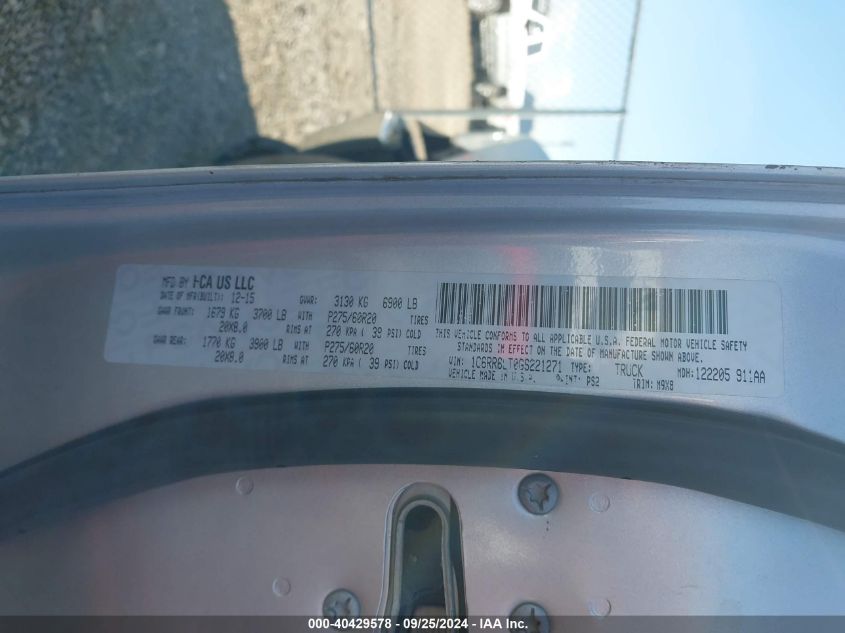 MFD BY FCA US LLC
DATE OF MFR(BUILT): 12-15 GVWR: 3130 KG 6900 LB
GAWR FRONT: 1679 KG 3700 LB WITH P275/60R20 TIRES
20X8.0 RIMS AT 270 KPA ( 39 PSI) COLD
GAWR REAR: 1770 KG 3900 LB WITH P275/60R20 TIRES
20X8.0 RIMS AT 270 KPA ( 39 PSI) COLD
THIS VEHICLE CONFORMS TO ALL APPLICABLE U.S.A. FEDERAL MOTOR VEHICLE SAFETY
STANDARDS IN EFFECT ON THE DATE OF MANUFACTURE SHOWN ABOVE.
VIN: 1C6RR6LT0GS221271 TYPE: TRUCK MDH: 122205 911AA
VEHICLE MADE IN U.S.A. PAINT: PS2 TRIM: M9X8
000-40429578 - 09/25/2024 - IAA Inc.